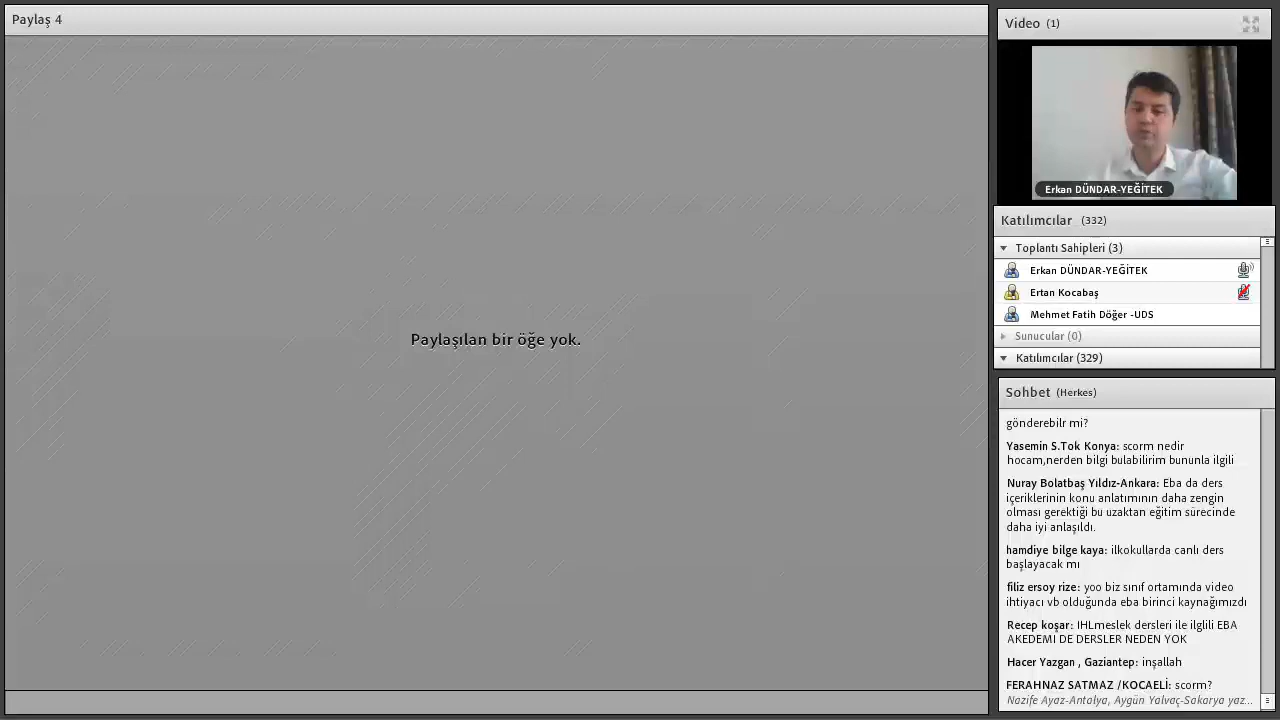 Paylaş 4
Paylaşılan bir öğe yok.
Video (1)
Erkan DÜNDAR-YEĞİTEK
Katılımcılar (332)
Toplantı Sahipleri (3)
Erkan DÜNDAR-YEĞİTEK
Ertan Kocabaş
Mehmet Fatih Döğer -UDS
Sunucular (0)
Katılımcılar (329)
Sohbet (Herkes)
gönderebilr mi?
Yasemin S.Tok Konya: scorm nedir
hocam,nerden bilgi bulabilirim bununla ilgili
Nuray Bolatbaş Yıldız-Ankara: Eba da ders
içeriklerinin konu anlatımının daha zengin
olması gerektiği bu uzaktan eğitim sürecinde
daha iyi anlaşıldı.
hamdiye bilge kaya: ilkokullarda canlı ders
başlayacak mı
filiz ersoy rize: yoo biz sınıf ortamında video
ihtiyacı vb olduğunda eba birinci kaynağımızdı
Recep koşar: IHLmeslek dersleri ile ilglili EBA
AKEDEMI DE DERSLER NEDEN YOK
Hacer Yazgan , Gaziantep: inşallah
FERAHNAZ SATMAZ /KOCAELİ: scorm?
Nazife Ayaz-Antalya, Aygün Yalvaç-Sakarya yaz...